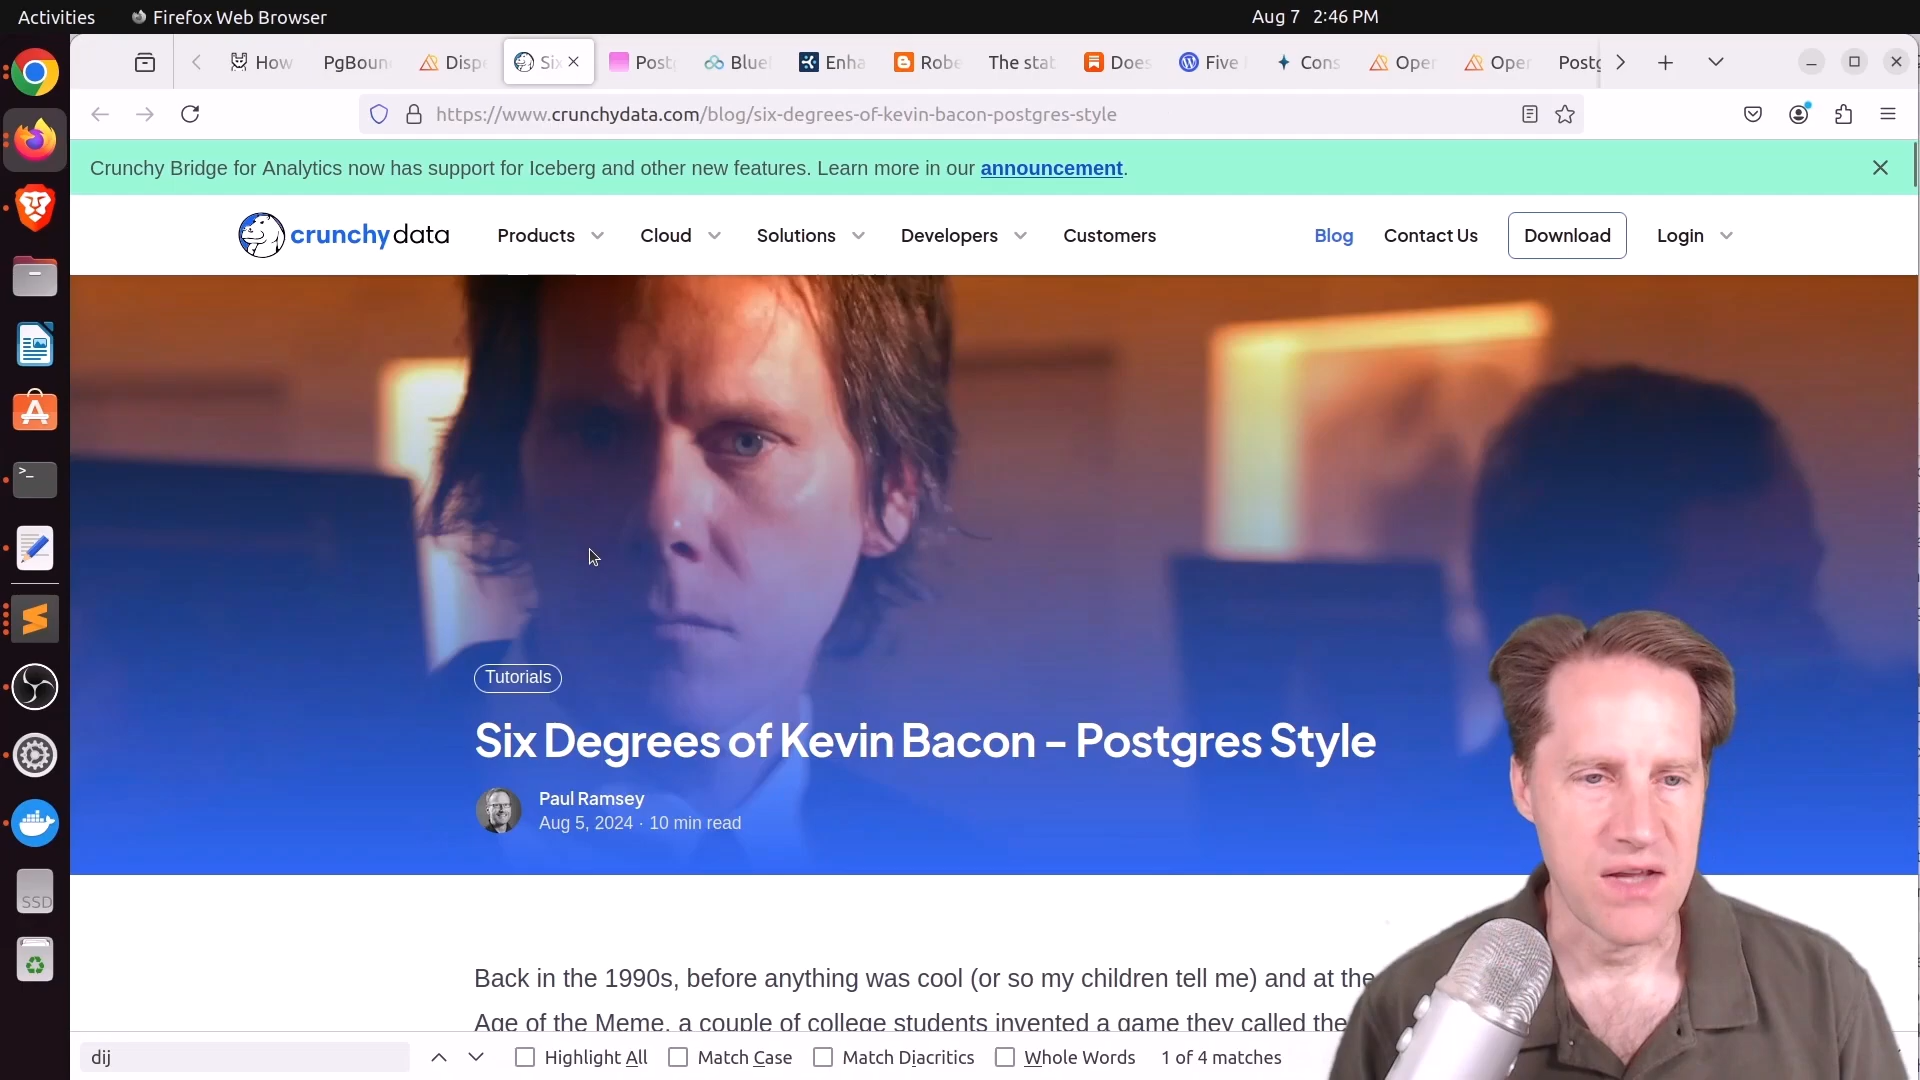 Activities Firefox Web Browser Aug 7 2:46 PM
How PgBoun Disp Six Post Blue Enha Robe The stat Does Five Cons Oper Oper Postg
https://www.crunchydata.com/blog/six-degrees-of-kevin-bacon-postgres-style
Crunchy Bridge for Analytics now has support for Iceberg and other new features. Learn more in our announcement.
crunchy data Products Cloud Solutions Developers Customers Blog Contact Us Download Login
Tutorials
Six Degrees of Kevin Bacon - Postgres Style
Paul Ramsey
Aug 5, 2024 · 10 min read
Back in the 1990s, before anything was cool (or so my children tell me) and at the
Age of the Meme, a couple of college students invented a game they called the
SSD
dij Highlight All Match Case Match Diacritics Whole Words 1 of 4 matches